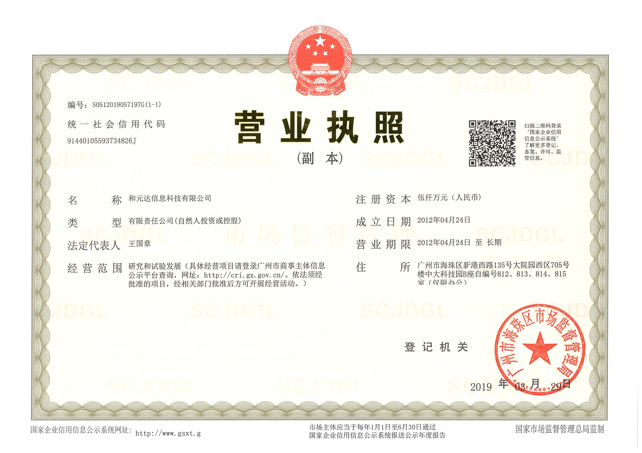 编号: S0512019057197G(1-1)
统一社会信用代码
91440105593734826J
营业执照
(副 本)
扫描二维码登录
"国家企业信用
信息公示系统"
了解更多登记、
备案、许可、监
管信息。
名 称 和元达信息科技有限公司
类 型 有限责任公司(自然人投资或控股)
法定代表人 王国章
经营范围 研究和试验发展(具体经营项目请登录广州市商事主体信息
公示平台查询, 网址: http://cri.gz.gov.cn/。依法须经
批准的项目, 经相关部门批准后方可开展经营活动。)
注册资本 伍仟万元(人民币)
成立日期 2012年04月24日
营业期限 2012年04月24日 至 长期
住 所 广州市海珠区新港西路135号大院园西区705号
楼中大科技园B座自编号812、813、814、815
室(仅限办公)
登记机关
广州市海珠区市场监督管理局
2019 年 03 月 29 日
国家企业信用信息公示系统网址: http://www.gsxt.g
市场主体应当于每年1月1日至6月30日通过
国家企业信用信息公示系统报送公示年度报告
国家市场监督管理总局监制
SCJDGL
市场监督管理